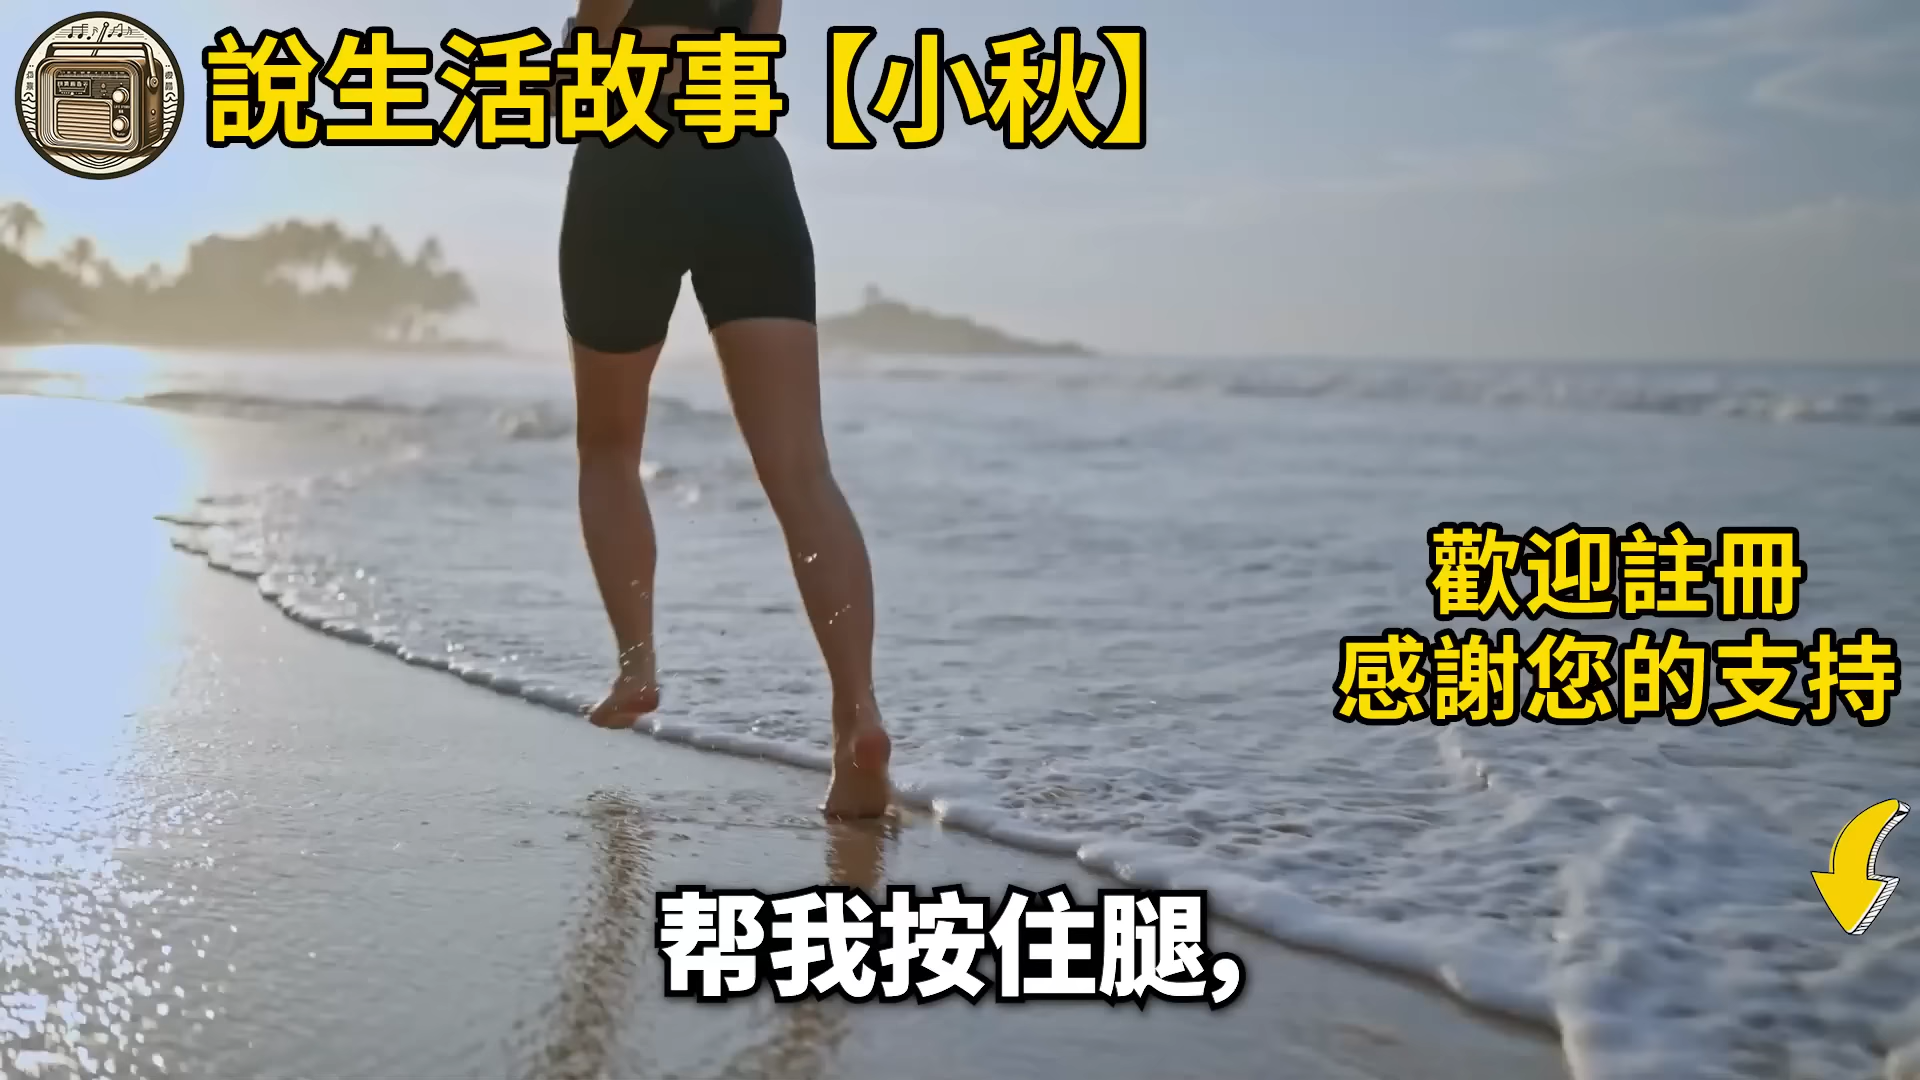 說生活故事【小秋】
歡迎註冊
感謝您的支持
帮我按住腿,